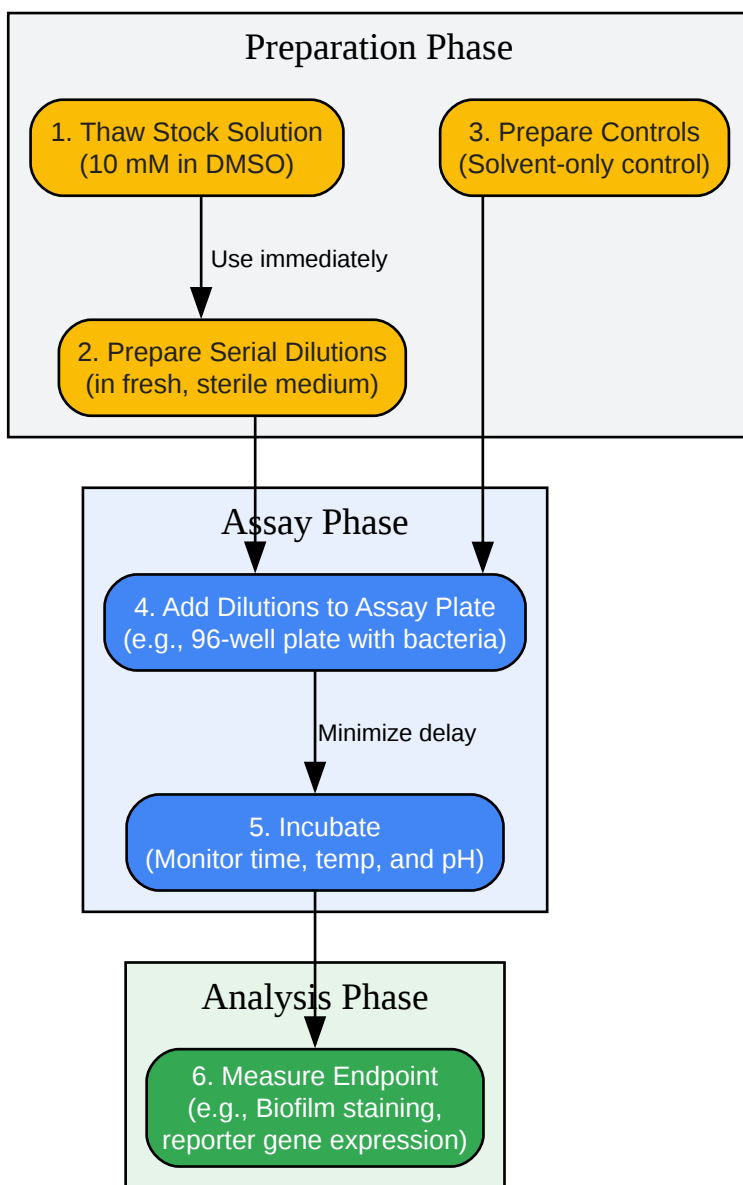 Preparation Phase
1. Thaw Stock Solution
(10 mM in DMSO)
3. Prepare Controls
(Solvent-only control)
Use immediately
2. Prepare Serial Dilutions
(in fresh, sterile medium)
Assay Phase
4. Add Dilutions to Assay Plate
(e.g., 96-well plate with bacteria)
Minimize delay
5. Incubate
(Monitor time, temp, and pH)
Analysis Phase
6. Measure Endpoint
(e.g., Biofilm staining,
reporter gene expression)